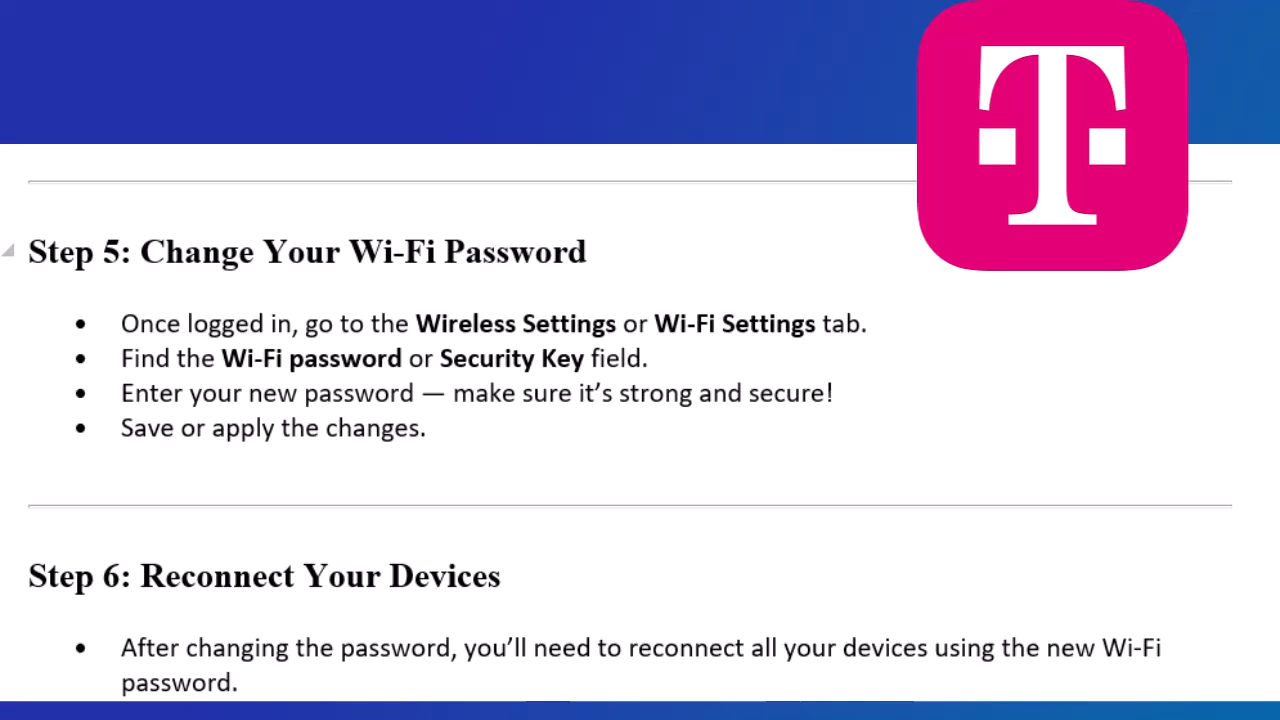 T
Step 5: Change Your Wi-Fi Password
• Once logged in, go to the Wireless Settings or Wi-Fi Settings tab.
• Find the Wi-Fi password or Security Key field.
• Enter your new password — make sure it’s strong and secure!
• Save or apply the changes.
Step 6: Reconnect Your Devices
• After changing the password, you’ll need to reconnect all your devices using the new Wi-Fi
password.